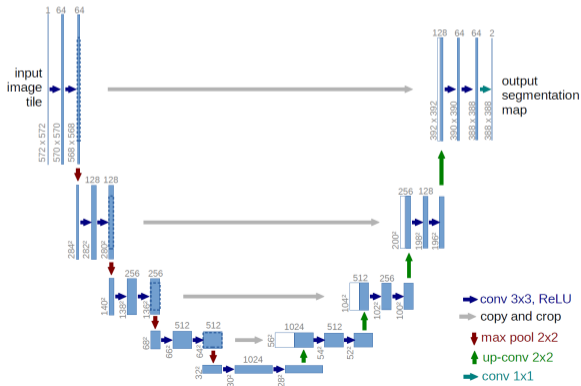 1 64 64
input
image
tile
572 x 572
570 x 570
568 x 568
128 64 64 2
output
segmentation
map
392 x 392
390 x 390
388 x 388
388 x 388
128 128
284²
282²
280²
256 128
200²
198²
196²
256 256
140²
138²
136²
512 256
104²
102²
100²
512 512
68²
66²
64²
1024 512
56²
54²
52²
1024
32²
30²
28²
conv 3x3, ReLU
copy and crop
max pool 2x2
up-conv 2x2
conv 1x1